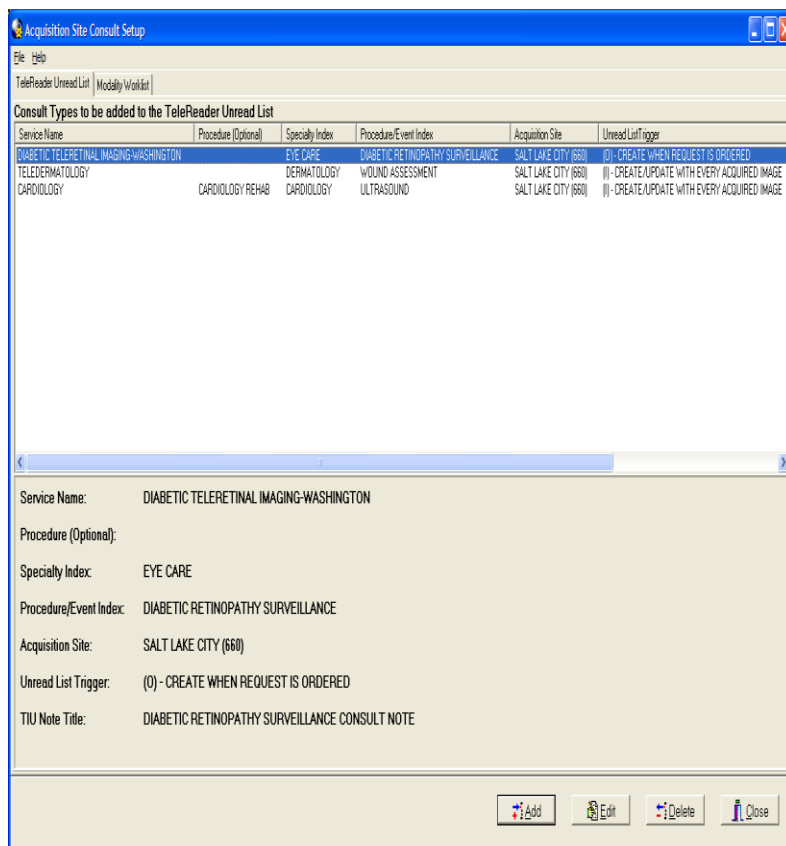 Acquisition Site Consult Setup
File Help
TeleReader Unread List Modality Worklist
Consult Types to be added to the TeleReader Unread List
Service Name Procedure (Optional) Specialty Index Procedure/Event Index Acquisition Site Unread ListTrigger
DIABETIC TELERETINAL IMAGING-WASHINGTON EYE CARE DIABETIC RETINOPATHY SURVEILLANCE SALT LAKE CITY (660) (O) - CREATE WHEN REQUEST IS ORDERED
TELEDERMATOLOGY DERMATOLOGY WOUND ASSESSMENT SALT LAKE CITY (660) (I) - CREATE/UPDATE WITH EVERY ACQUIRED IMAGE
CARDIOLOGY CARDIOLOGY REHAB CARDIOLOGY ULTRASOUND SALT LAKE CITY (660) (I) - CREATE/UPDATE WITH EVERY ACQUIRED IMAGE
Service Name: DIABETIC TELERETINAL IMAGING-WASHINGTON
Procedure (Optional):
Specialty Index: EYE CARE
Procedure/Event Index: DIABETIC RETINOPATHY SURVEILLANCE
Acquisition Site: SALT LAKE CITY (660)
Unread List Trigger: (O) - CREATE WHEN REQUEST IS ORDERED
TIU Note Title: DIABETIC RETINOPATHY SURVEILLANCE CONSULT NOTE
Add Edit Delete Close